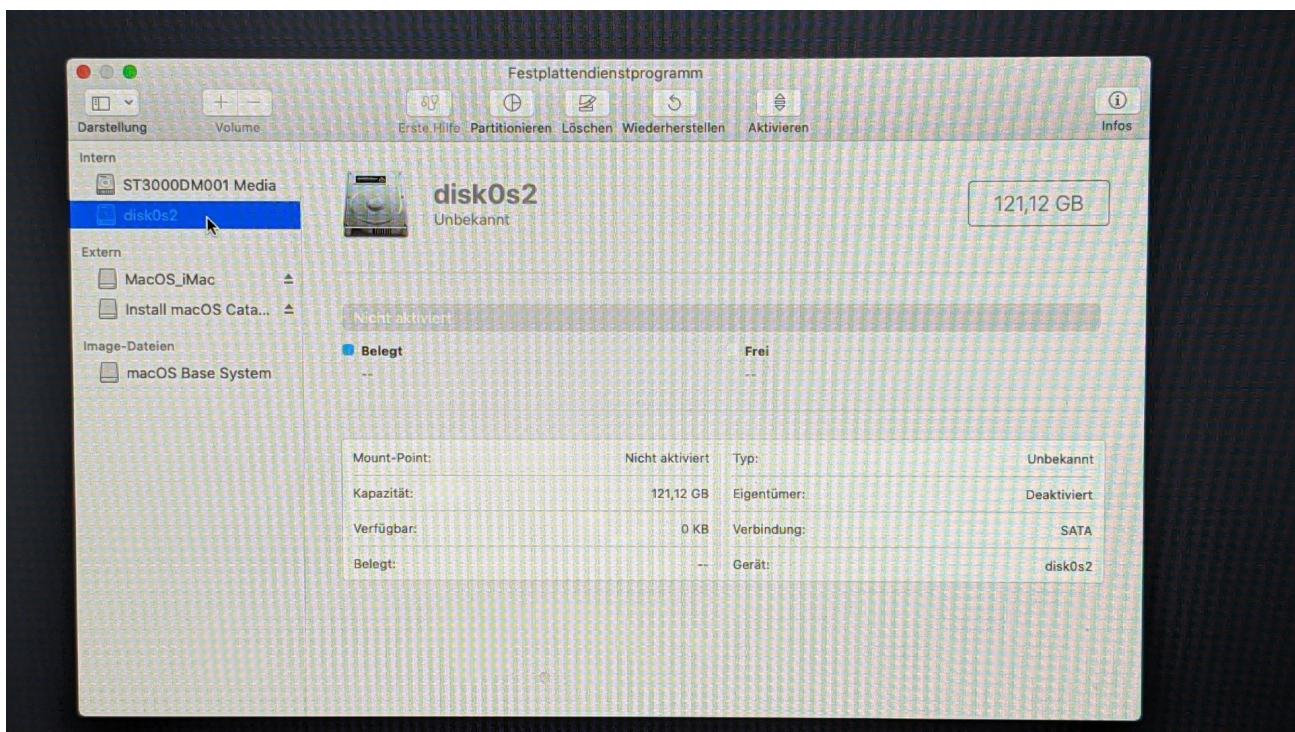 Festplattendienstprogramm
Darstellung Volume Erste Hilfe Partitionieren Löschen Wiederherstellen Aktivieren Infos
Intern
ST3000DM001 Media
disk0s2
Extern
MacOS_iMac
Install macOS Cata...
Image-Dateien
macOS Base System
disk0s2
Unbekannt
121,12 GB
Nicht aktiviert
Belegt Frei
-- --
Mount-Point: Nicht aktiviert Typ: Unbekannt
Kapazität: 121,12 GB Eigentümer: Deaktiviert
Verfügbar: 0 KB Verbindung: SATA
Belegt: -- Gerät: disk0s2